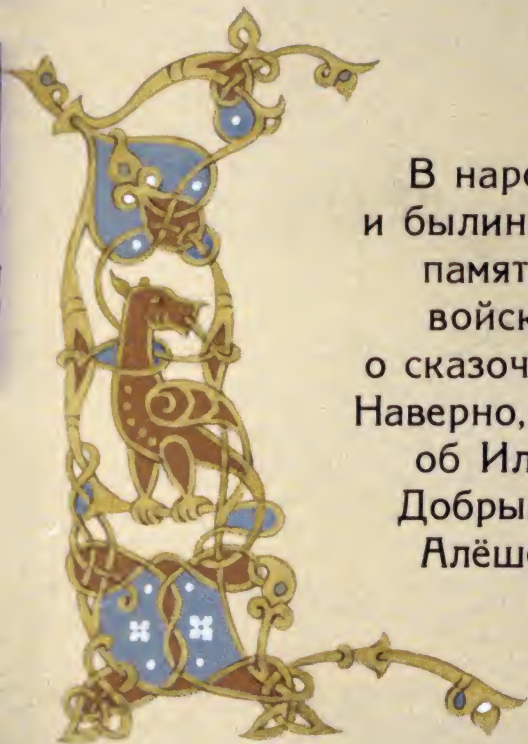 В наро
и былин
памят
войск
о сказоч
Наверно,
об Ил
Добры
Алёш